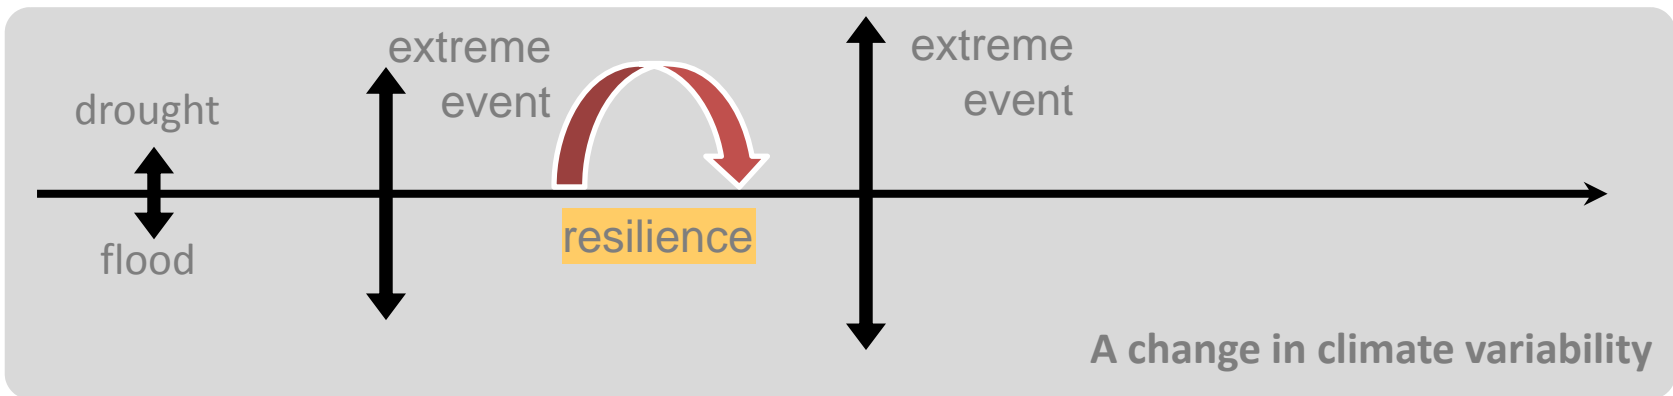 drought
flood
extreme
event
resilience
extreme
event
A change in climate variability